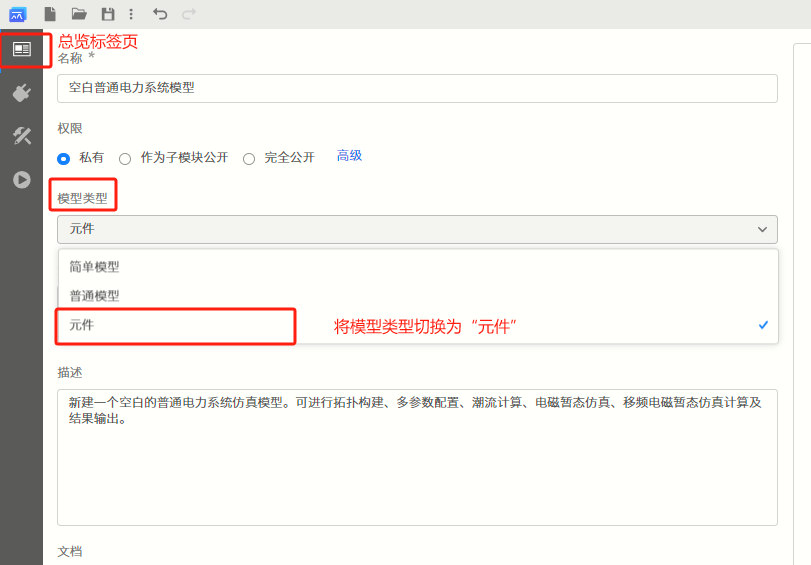 总览标签页
名称 *
空白普通电力系统模型
权限
私有 作为子模块公开 完全公开 高级
模型类型
元件
简单模型
普通模型
元件
将模型类型切换为“元件”
描述
新建一个空白的普通电力系统仿真模型。可进行拓扑构建、多参数配置、潮流计算、电磁暂态仿真、移频电磁暂态仿真计算及
结果输出。
文档